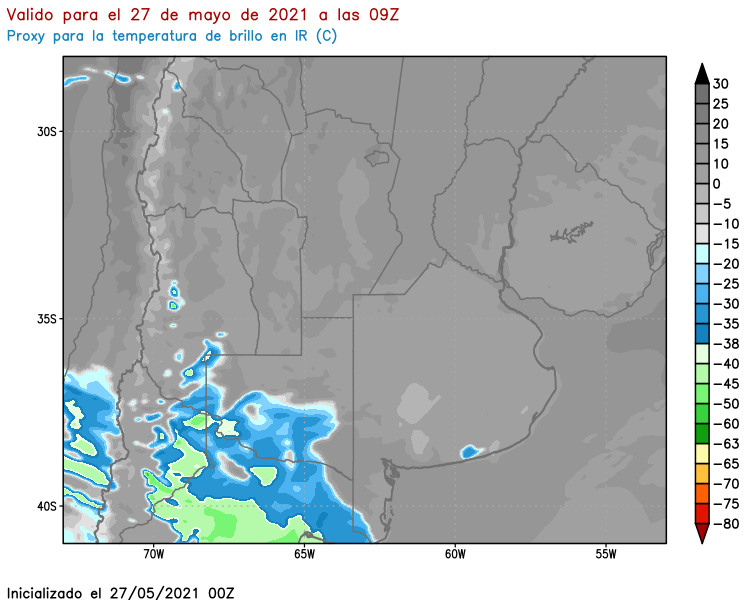 Valido para el 27 de mayo de 2021 a las 09Z
Proxy para la temperatura de brillo en IR (C)
30S
35S
40S
70W
65W
60W
55W
30
25
20
15
10
0
-5
-10
-15
-20
-25
-30
-35
-38
-40
-45
-50
-60
-63
-65
-70
-75
-80
Inicializado el 27/05/2021 00Z